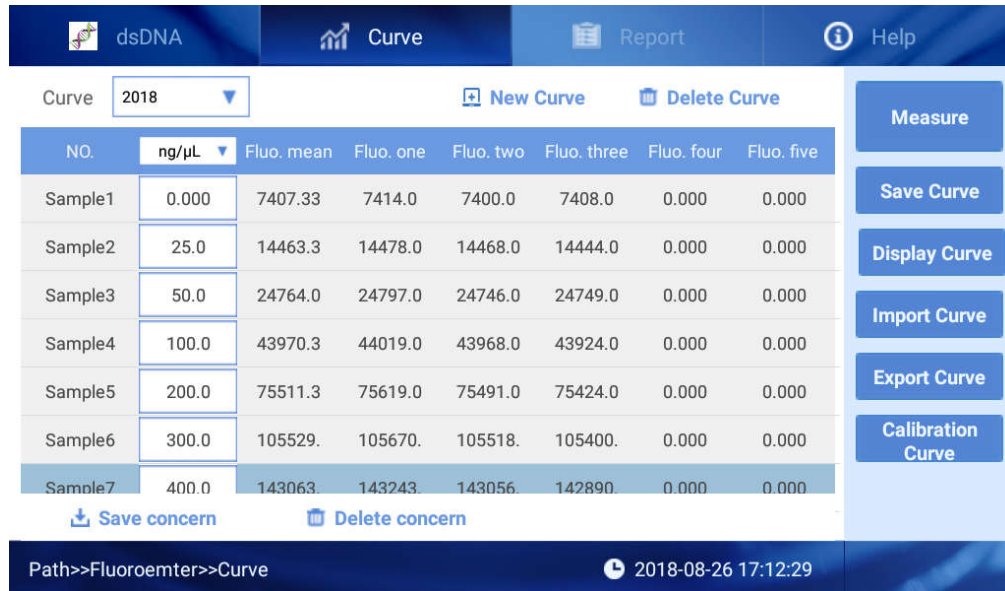 dsDNA Curve Report Help
Curve 2018 New Curve Delete Curve
NO. ng/µL Fluo. mean Fluo. one Fluo. two Fluo. three Fluo. four Fluo. five
Sample1 0.000 7407.33 7414.0 7400.0 7408.0 0.000 0.000
Sample2 25.0 14463.3 14478.0 14468.0 14444.0 0.000 0.000
Sample3 50.0 24764.0 24797.0 24746.0 24749.0 0.000 0.000
Sample4 100.0 43970.3 44019.0 43968.0 43924.0 0.000 0.000
Sample5 200.0 75511.3 75619.0 75491.0 75424.0 0.000 0.000
Sample6 300.0 105529. 105670. 105518. 105400. 0.000 0.000
Sample7 400.0 143063. 143243. 143056. 142890. 0.000 0.000
Save concern Delete concern
Measure
Save Curve
Display Curve
Import Curve
Export Curve
Calibration
Curve
Path>>Fluoroemter>>Curve 2018-08-26 17:12:29